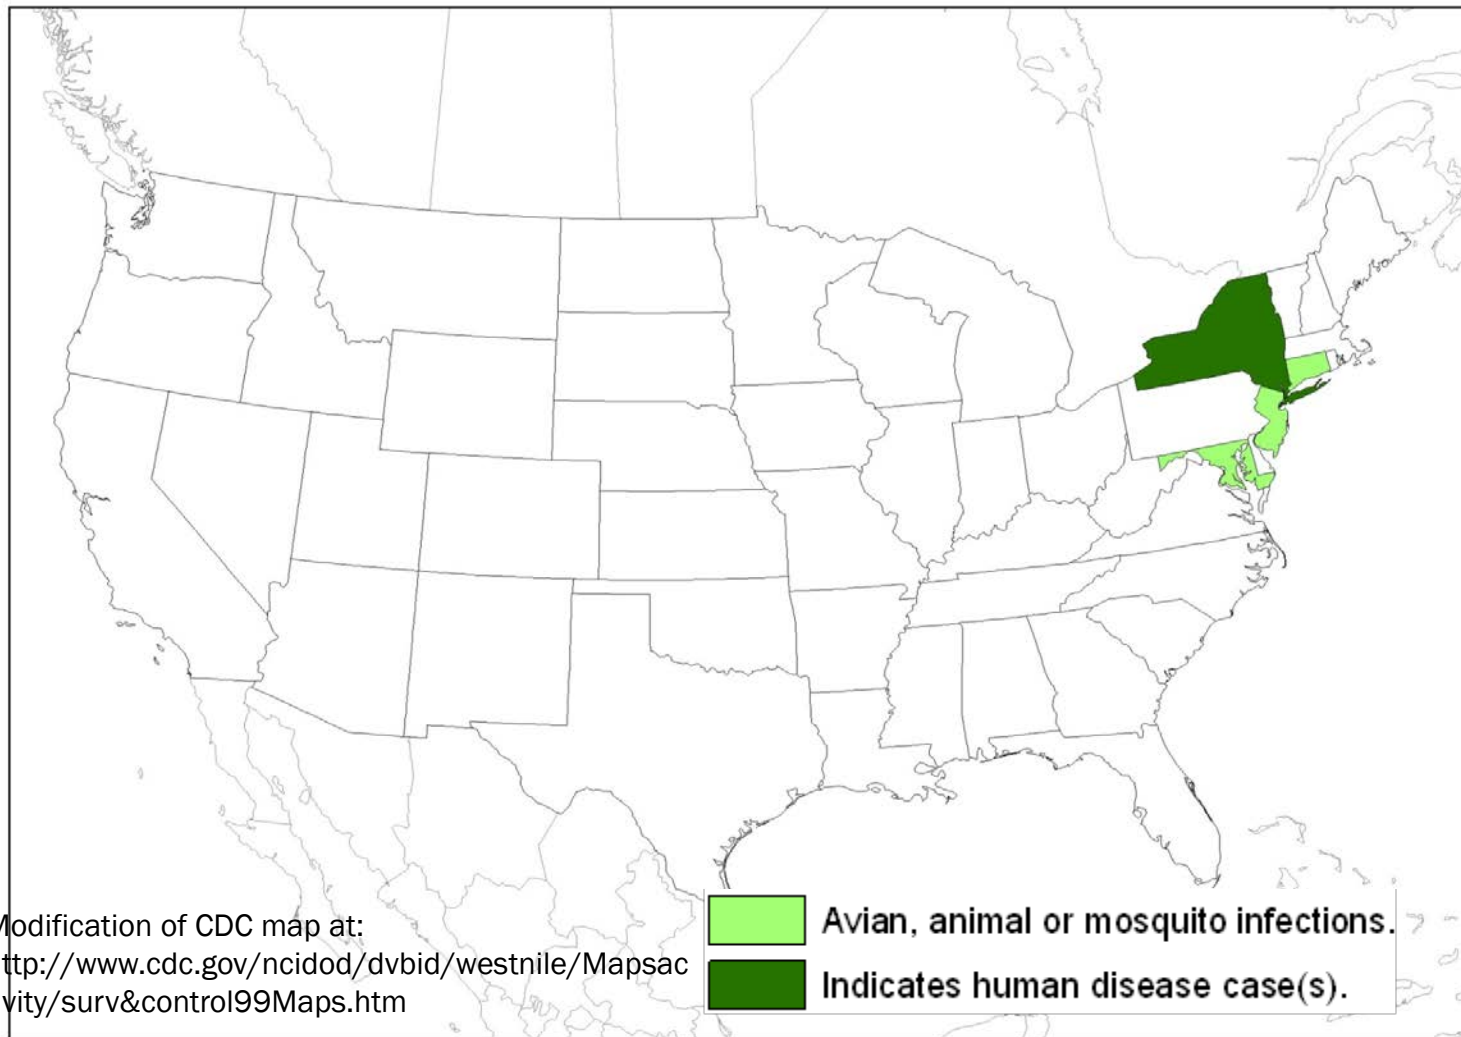 Modification of CDC map at:
ttp://www.cdc.gov/ncidod/dvbid/westnile/Mapsac
vity/surv&control99Maps.htm
Avian, animal or mosquito infections.
Indicates human disease case(s).